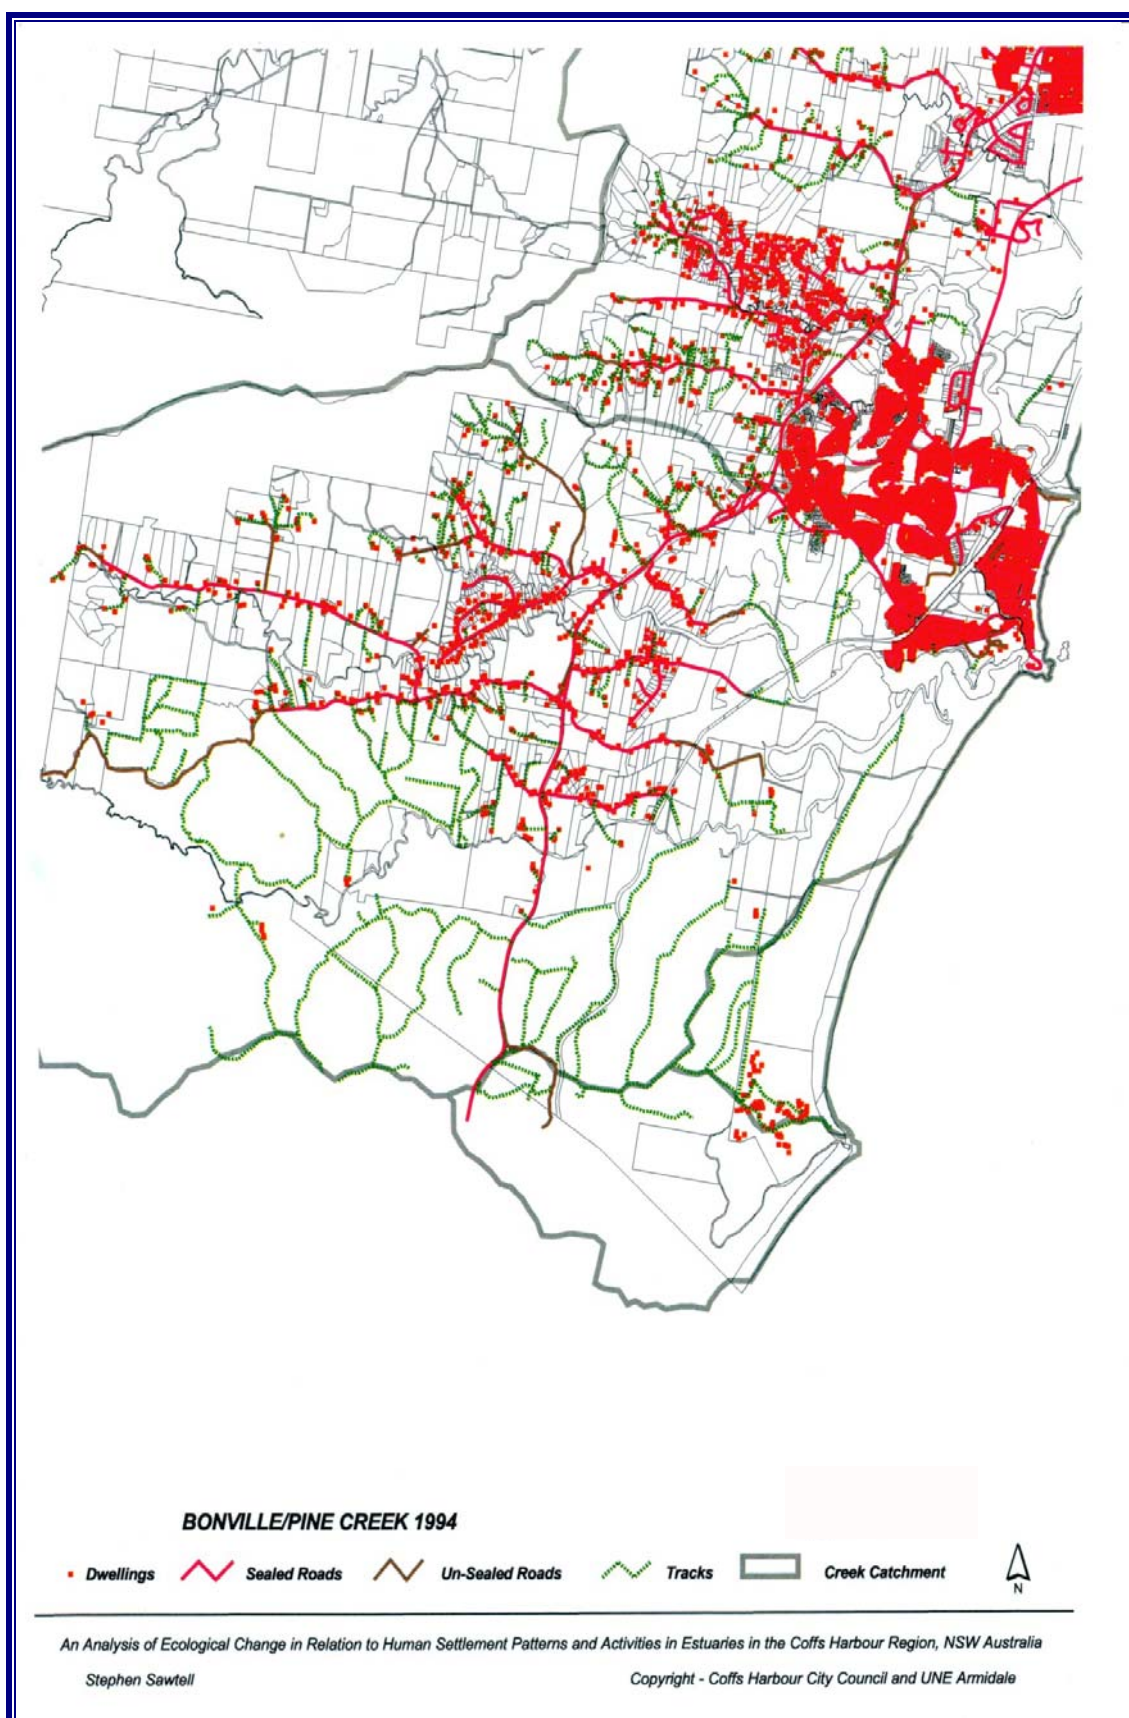 BONVILLE/PINE CREEK 1994
Dwellings Sealed Roads Un-Sealed Roads Tracks Creek Catchment
N
An Analysis of Ecological Change in Relation to Human Settlement Patterns and Activities in Estuaries in the Coffs Harbour Region, NSW Australia
Stephen Sawtell Copyright - Coffs Harbour City Council and UNE Armidale